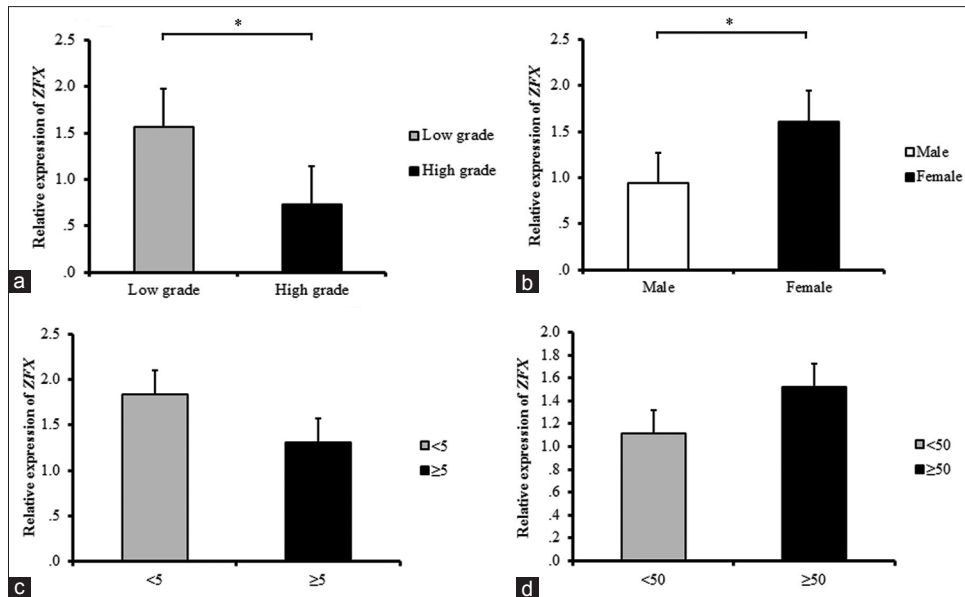 *
2.5
2.0
1.5
1.0
.5
.0
Relative expression of ZFX
Low grade
High grade
Low grade
High grade
a
*
2.5
2.0
1.5
1.0
.5
.0
Relative expression of ZFX
Male
Female
Male
Female
b
2.5
2.0
1.5
1.0
.5
.0
Relative expression of ZFX
<5
≥5
<5
≥5
c
2.0
1.8
1.6
1.4
1.2
1.0
.8
.6
.4
.2
.0
Relative expression of ZFX
<50
≥50
<50
≥50
d